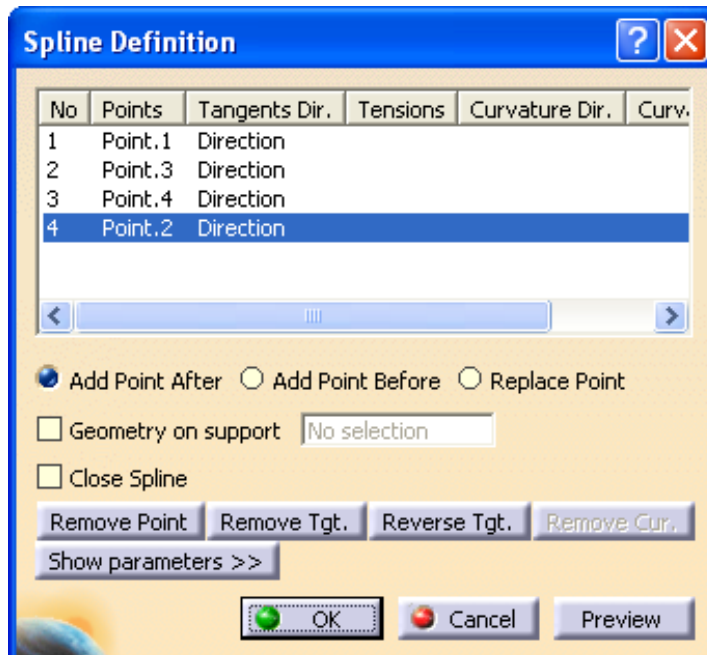 Spline Definition
No Points Tangents Dir. Tensions Curvature Dir. Curv.
1 Point.1 Direction
2 Point.3 Direction
3 Point.4 Direction
4 Point.2 Direction
Add Point After Add Point Before Replace Point
Geometry on support No selection
Close Spline
Remove Point Remove Tgt. Reverse Tgt. Remove Cur.
Show parameters >>
OK Cancel Preview